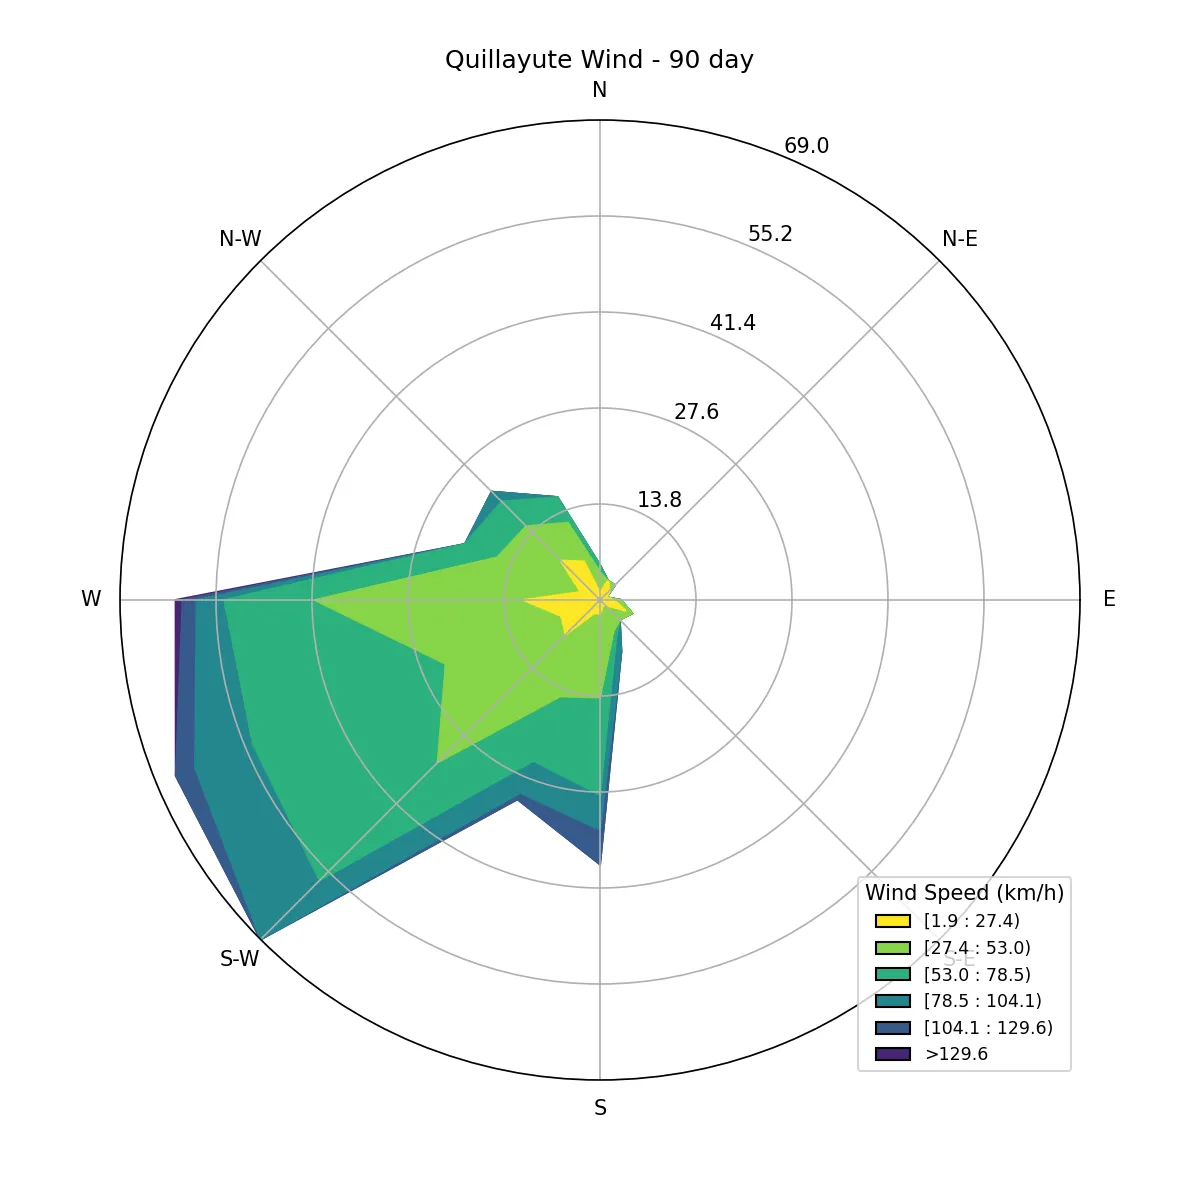 Quillayute Wind - 90 day
N
69.0
N-W
N-E
55.2
41.4
27.6
13.8
W
E
S-W
S-E
S
Wind Speed (km/h)
[1.9 : 27.4)
[27.4 : 53.0)
[53.0 : 78.5)
[78.5 : 104.1)
[104.1 : 129.6)
>129.6